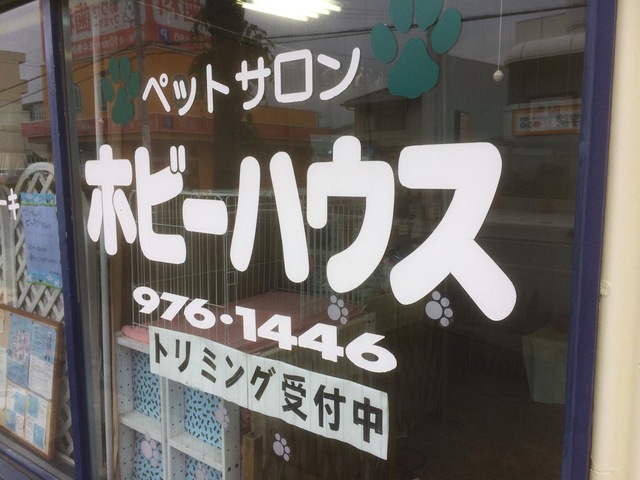 ペットサロン
ホビーハウス
976・1446
トリミング受付中
キ